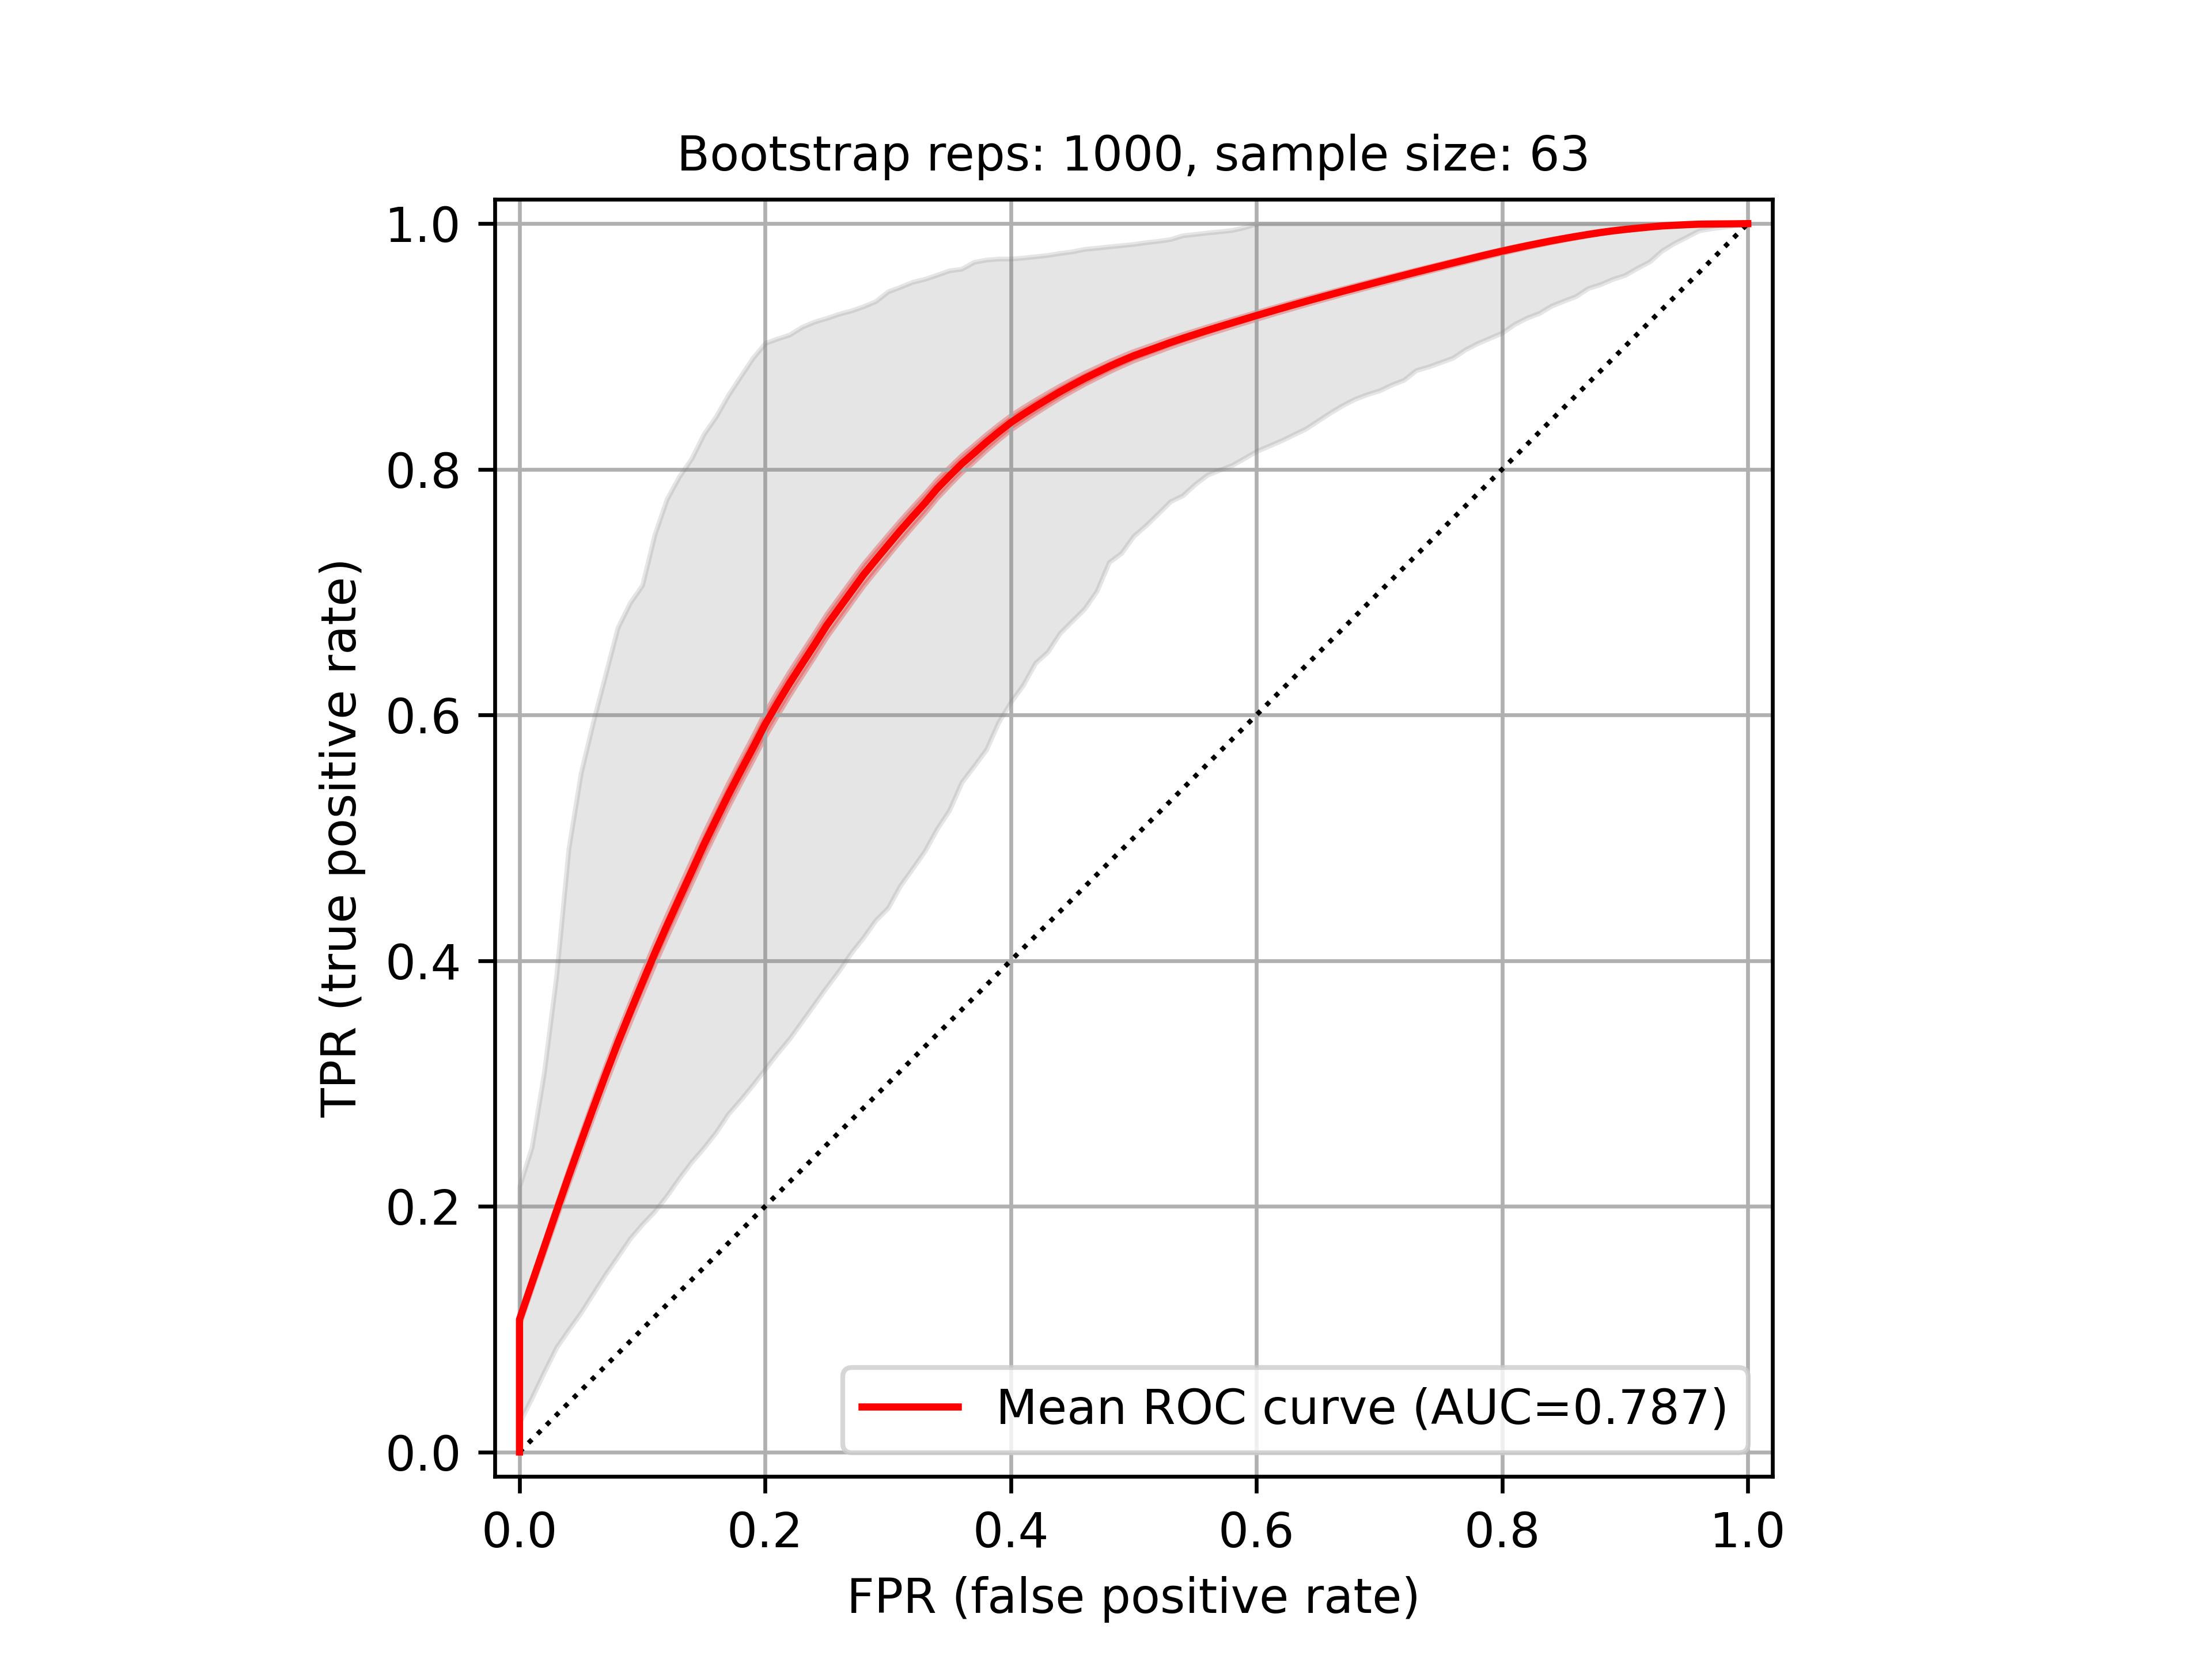 Bootstrap reps: 1000, sample size: 63
1.0
0.8
0.6
0.4
0.2
0.0
TPR (true positive rate)
Mean ROC curve (AUC=0.787)
0.0 0.2 0.4 0.6 0.8 1.0
FPR (false positive rate)